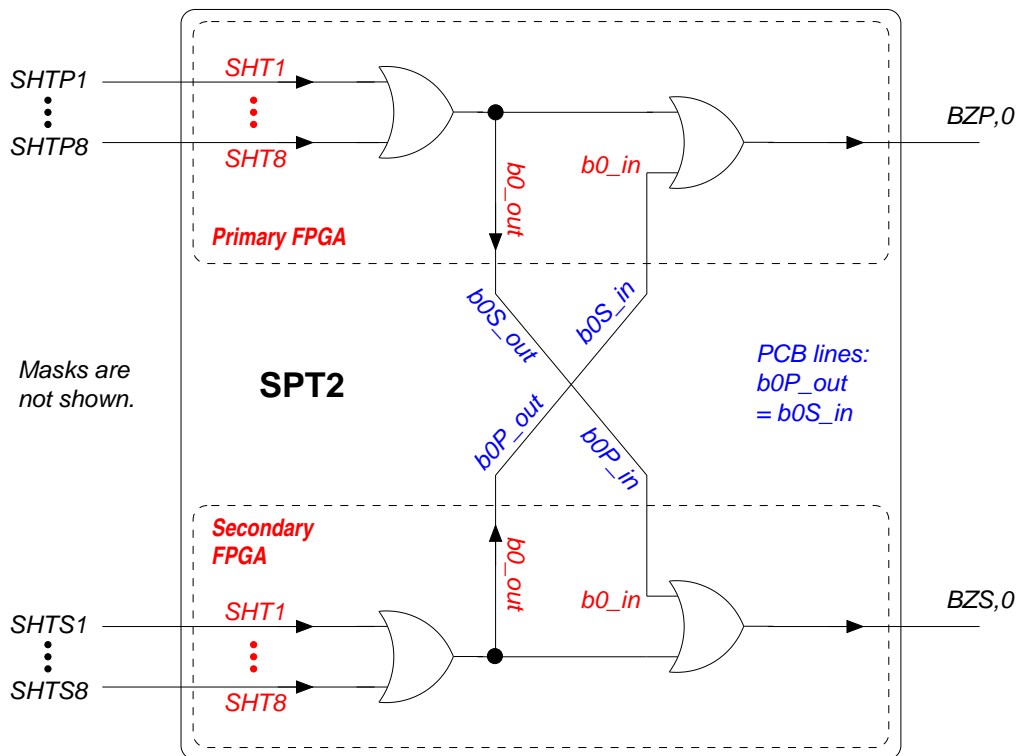 SHTP1
SHTP8
SHT1
SHT8
b0_out
b0_in
BZP,0
Primary FPGA
b0S_out
b0S_in
Masks are
not shown.
SPT2
PCB lines:
b0P_out
= b0S_in
b0P_out
b0P_in
Secondary
FPGA
b0_out
b0_in
BZS,0
SHTS1
SHTS8
SHT1
SHT8